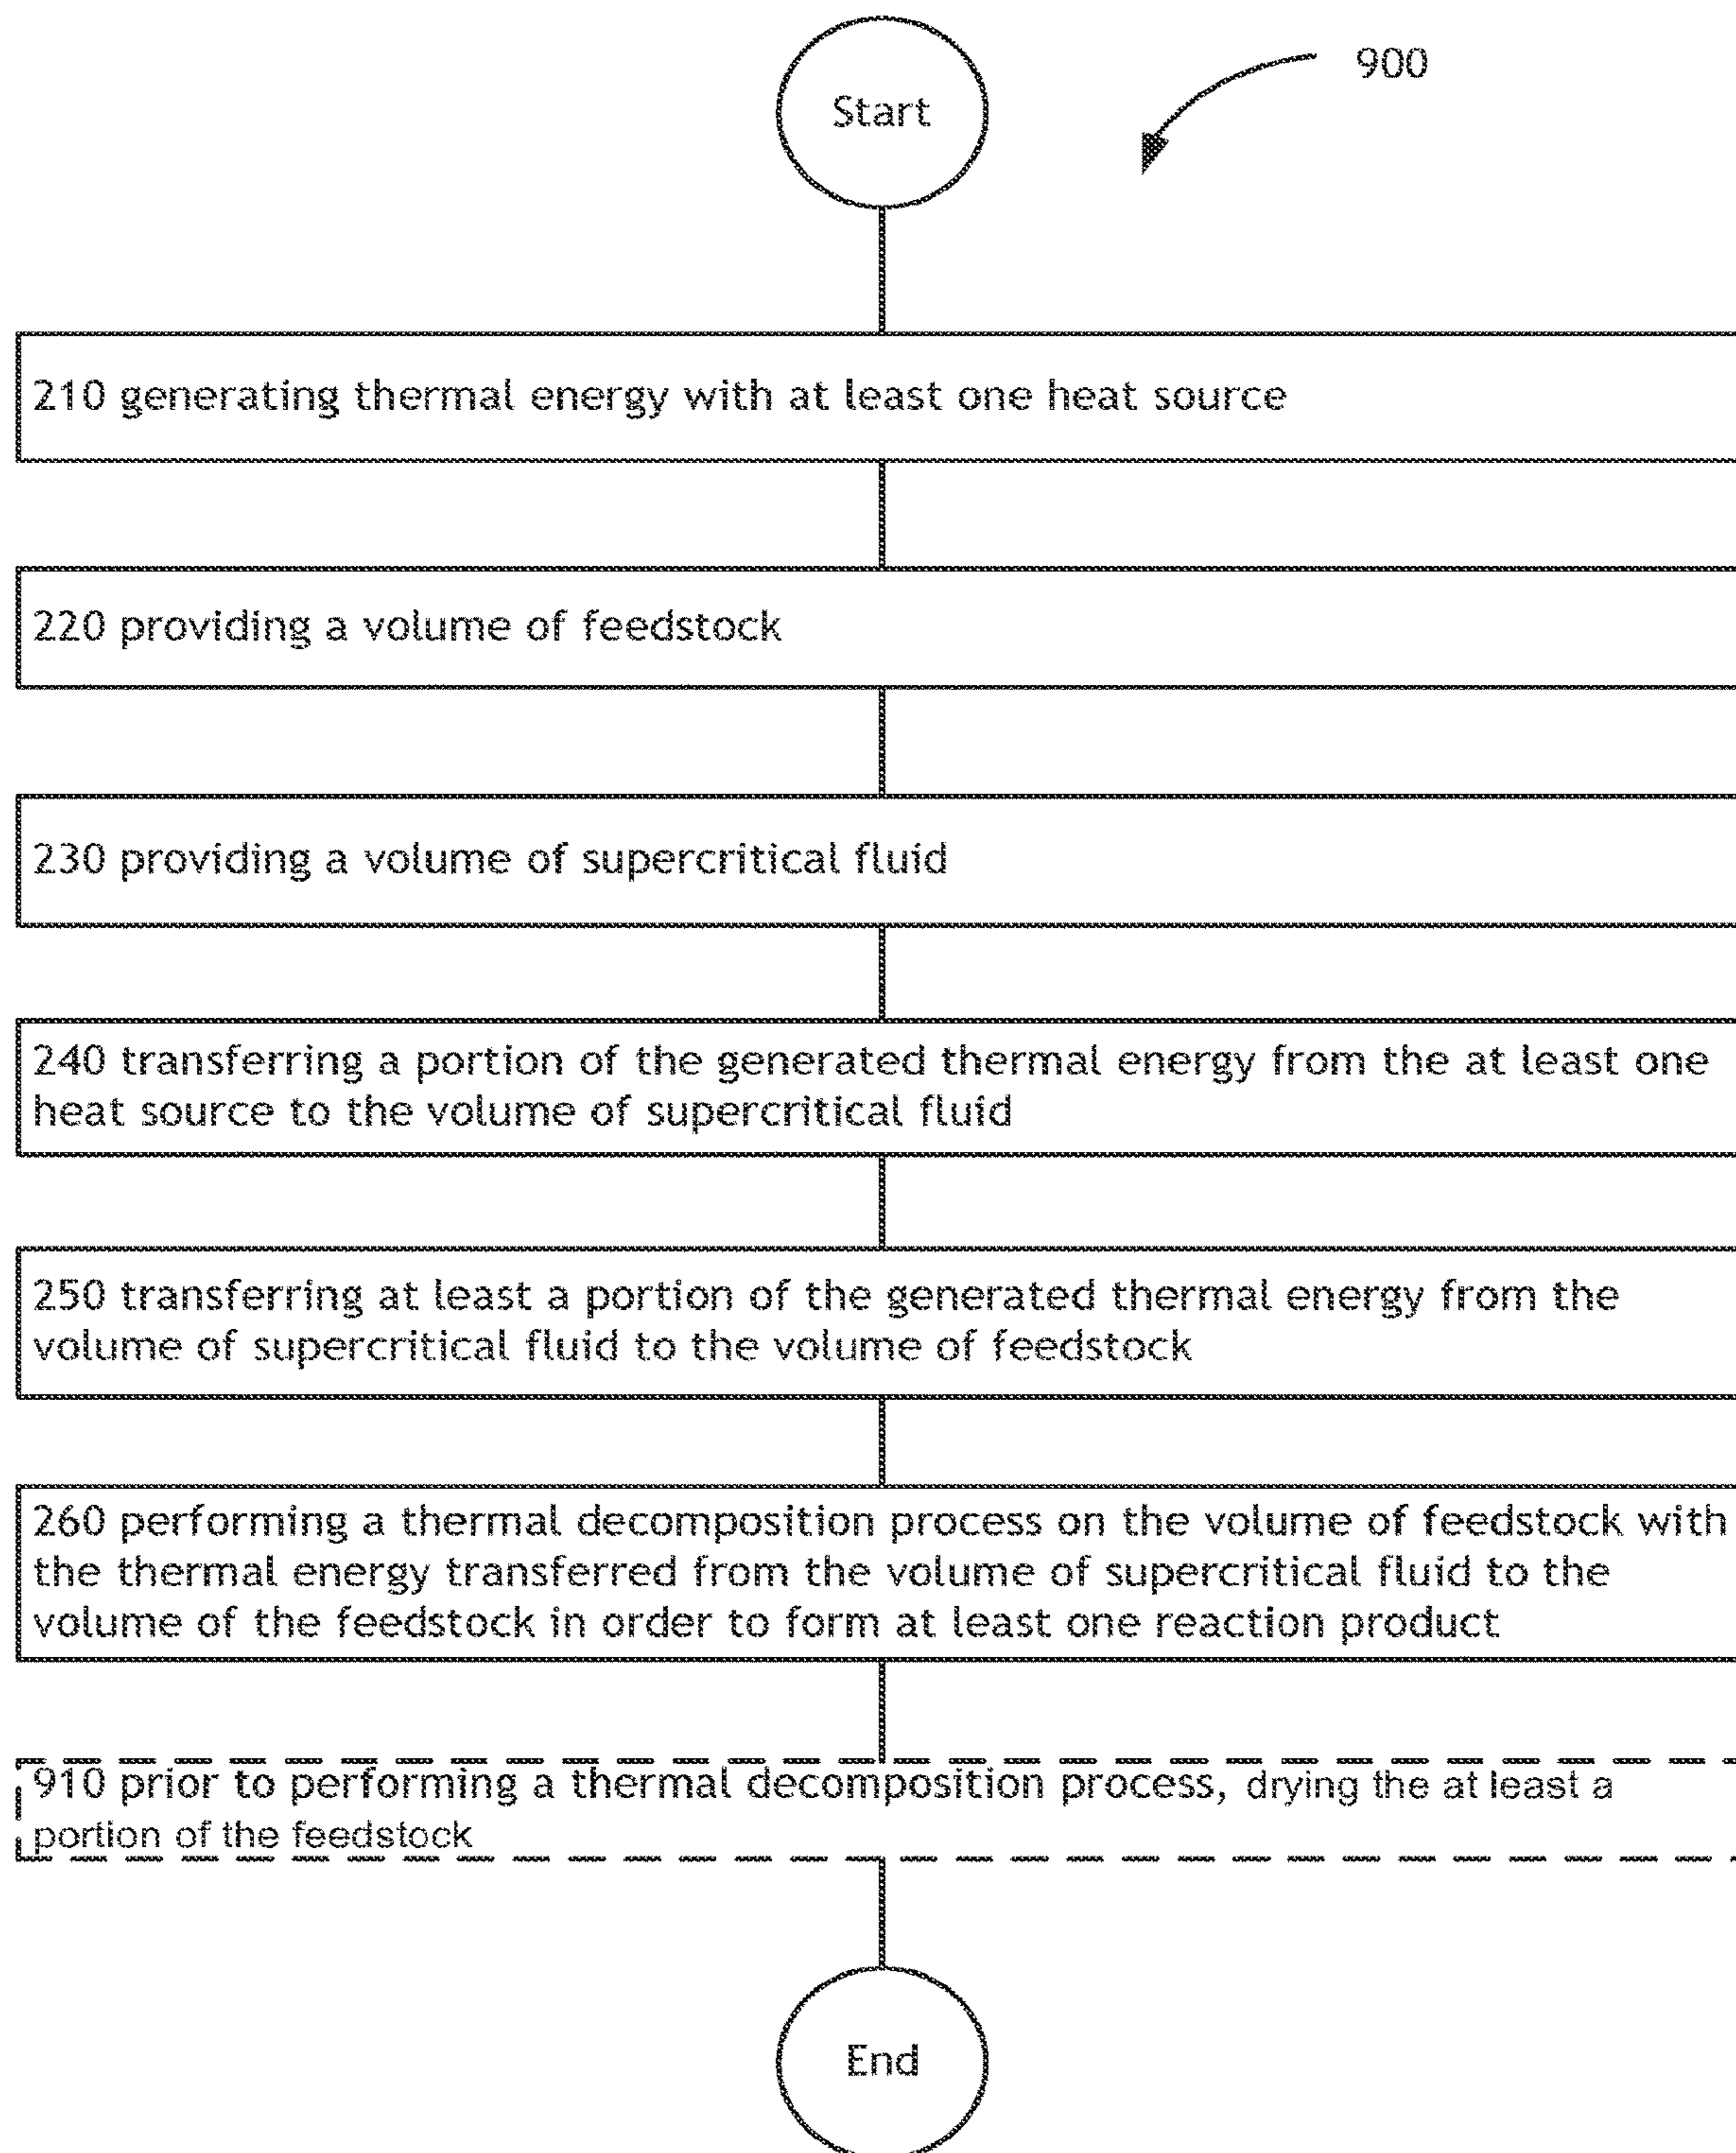 Start
900
210 generating thermal energy with at least one heat source
220 providing a volume of feedstock
230 providing a volume of supercritical fluid
240 transferring a portion of the generated thermal energy from the at least one
heat source to the volume of supercritical fluid
250 transferring at least a portion of the generated thermal energy from the
volume of supercritical fluid to the volume of feedstock
260 performing a thermal decomposition process on the volume of feedstock with
the thermal energy transferred from the volume of supercritical fluid to the
volume of the feedstock in order to form at least one reaction product
910 prior to performing a thermal decomposition process, drying the at least a
portion of the feedstock
End